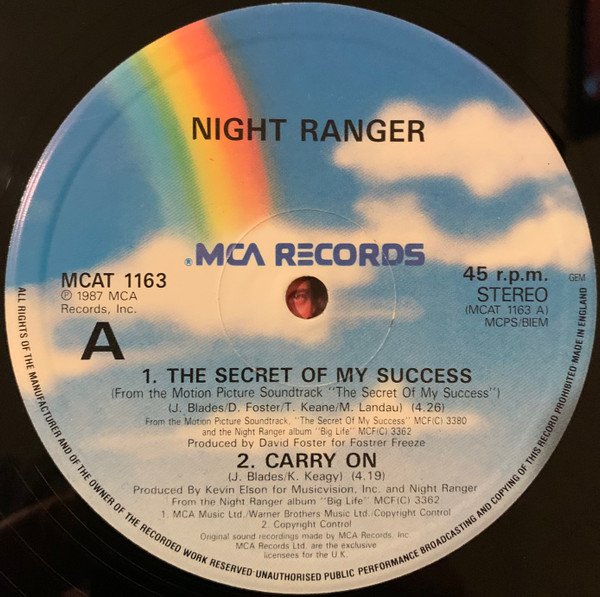 NIGHT RANGER
® MCA RECORDS
MCAT 1163
℗ 1987 MCA
Records, Inc.
A
45 r.p.m.
GEM
STEREO
(MCAT 1163 A)
MCPS/BIEM
1. THE SECRET OF MY SUCCESS
(From the Motion Picture Soundtrack "The Secret Of My Success")
(J. Blades/D. Foster/T. Keane/M. Landau) (4.26)
From the Motion Picture Soundtrack, "The Secret Of My Success" MCF(C) 3380
and the Night Ranger album "Big Life" MCF(C) 3362
Produced by David Foster for Fostrer Freeze
2. CARRY ON
(J. Blades/K. Keagy) (4.19)
Produced By Kevin Elson for Musicvision, Inc. and Night Ranger
From the Night Ranger album "Big Life" MCF(C) 3362
1. MCA Music Ltd./Warner Brothers Music Ltd./Copyright Control
2. Copyright Control
Original sound recordings made by MCA Records, Inc.
MCA Records Ltd. are the exclusive
licensees for the U.K.
ALL RIGHTS OF THE MANUFACTURER AND OF THE OWNER OF THE RECORDED WORK RESERVED·UNAUTHORISED PUBLIC PERFORMANCE BROADCASTING AND COPYING OF THIS RECORD PROHIBITED·MADE IN ENGLAND